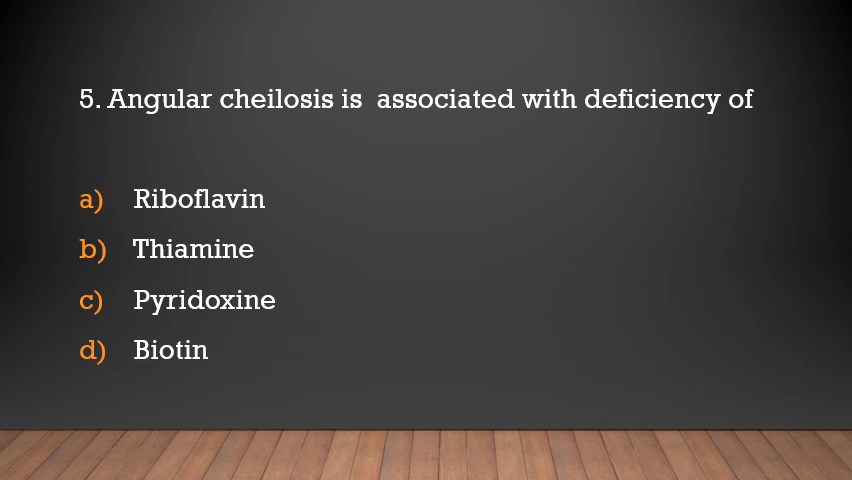 5. Angular cheilosis is  associated with deficiency of
a) Riboflavin
b) Thiamine
c) Pyridoxine
d) Biotin